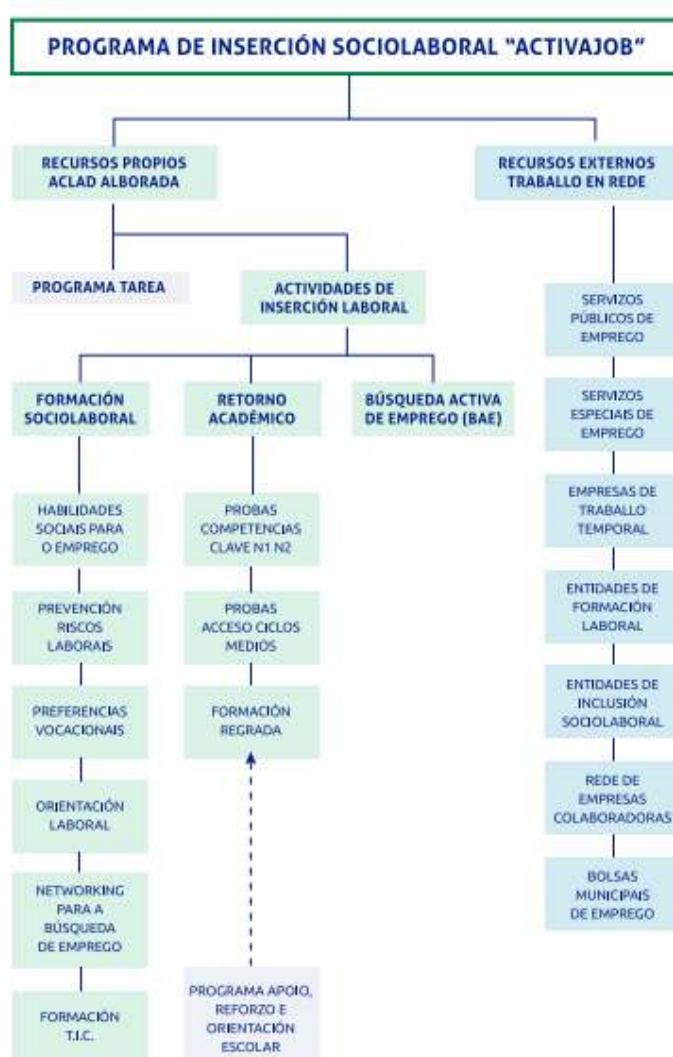 PROGRAMA DE INSERCIÓN SOCIOLABORAL “ACTIVAJOB”
RECURSOS PROPIOS
ACLAD ALBORADA
RECURSOS EXTERNOS
TRABALLO EN REDE
PROGRAMA TAREA
ACTIVIDADES DE
INSERCIÓN LABORAL
FORMACIÓN
SOCIOLABORAL
RETORNO
ACADÉMICO
BÚSQUEDA ACTIVA
DE EMPREGO (BAE)
HABILIDADES
SOCIAIS PARA
O EMPREGO
PREVENCIÓN
RISCOS
LABORAIS
PREFERENCIAS
VOCACIONAIS
ORIENTACIÓN
LABORAL
NETWORKING
PARA A
BÚSQUEDA
DE EMPREGO
FORMACIÓN
T.I.C.
PROBAS
COMPETENCIAS
CLAVE N1 N2
PROBAS
ACCESO CICLOS
MEDIOS
FORMACIÓN
REGRADA
PROGRAMA APOIO,
REFORZO E
ORIENTACIÓN
ESCOLAR
SERVIZOS
PÚBLICOS DE
EMPREGO
SERVIZOS
ESPECIAIS DE
EMPREGO
EMPRESAS DE
TRABALLO
TEMPORAL
ENTIDADES DE
FORMACIÓN
LABORAL
ENTIDADES DE
INCLUSIÓN
SOCIOLABORAL
REDE DE
EMPRESAS
COLABORADORAS
BOLSAS
MUNICIPAIS
DE EMPREGO